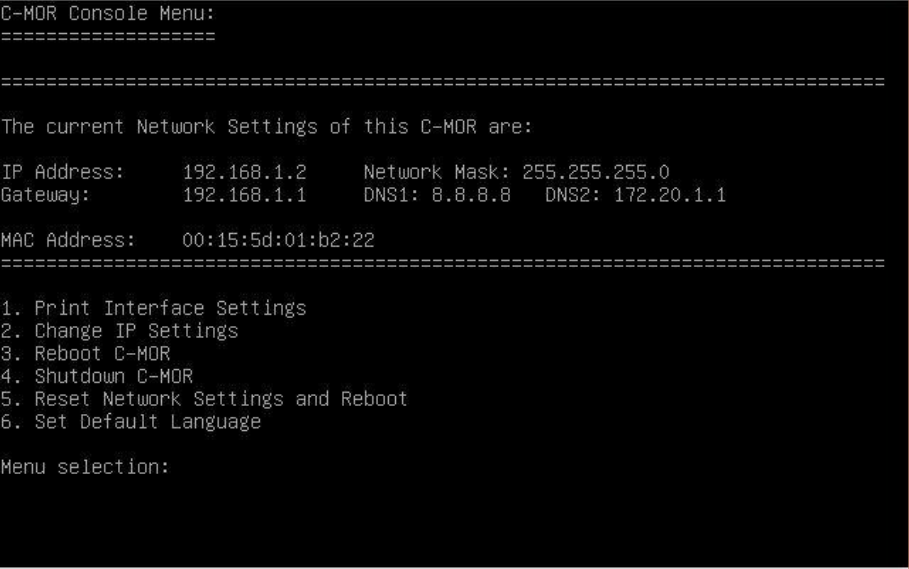 C-MOR Console Menu:
===================
==============================================================================
The current Network Settings of this C-MOR are:
IP Address: 192.168.1.2 Network Mask: 255.255.255.0
Gateway: 192.168.1.1 DNS1: 8.8.8.8 DNS2: 172.20.1.1
MAC Address: 00:15:5d:01:b2:22
==============================================================================
1. Print Interface Settings
2. Change IP Settings
3. Reboot C-MOR
4. Shutdown C-MOR
5. Reset Network Settings and Reboot
6. Set Default Language
Menu selection: